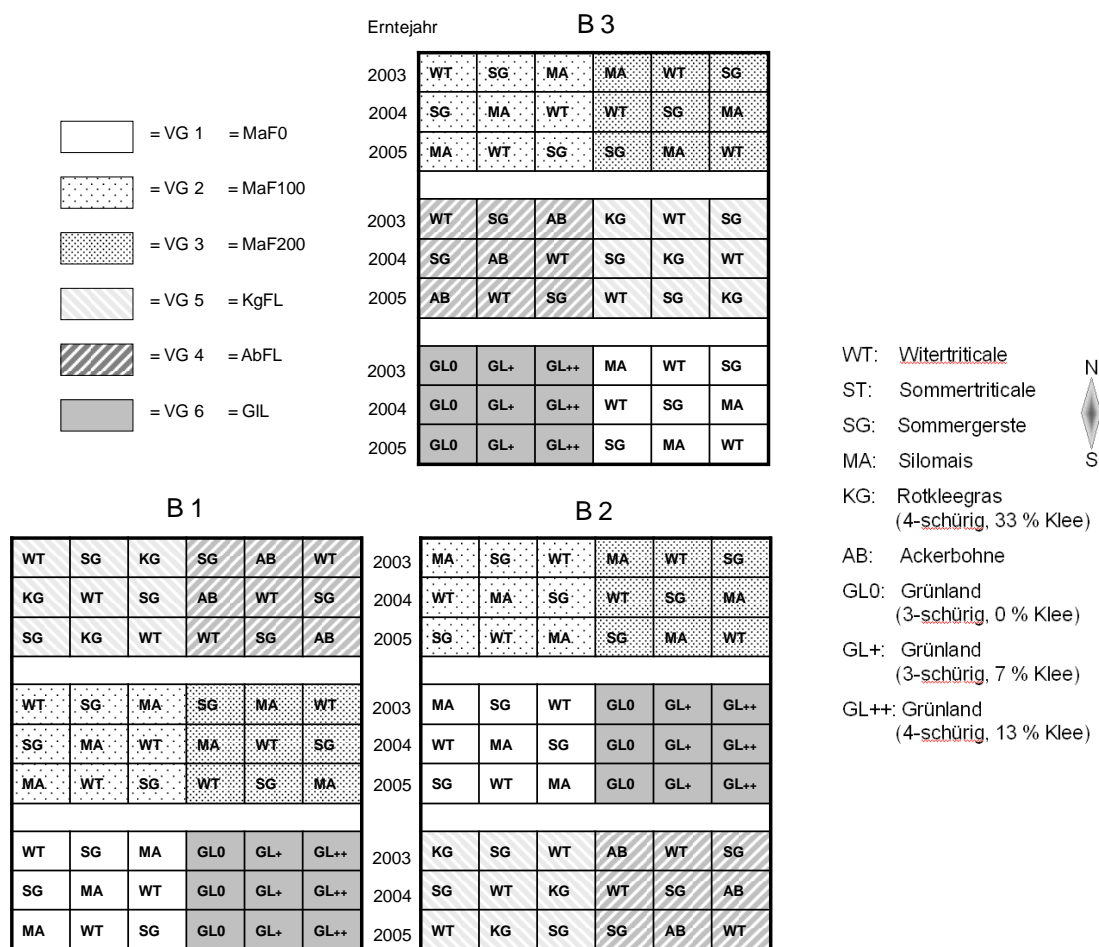 Erntejahr B 3
2003 WT SG MA MA WT SG
2004 SG MA WT WT SG MA
2005 MA WT SG SG MA WT
2003 WT SG AB KG WT SG
2004 SG AB WT SG KG WT
2005 AB WT SG WT SG KG
2003 GL0 GL+ GL++ MA WT SG
2004 GL0 GL+ GL++ WT SG MA
2005 GL0 GL+ GL++ SG MA WT
= VG 1 = MaF0
= VG 2 = MaF100
= VG 3 = MaF200
= VG 5 = KgFL
= VG 4 = AbFL
= VG 6 = GlL
WT: Witertriticale
ST: Sommertriticale
SG: Sommergerste
MA: Silomais
KG: Rotkleegras
(4-schürig, 33 % Klee)
AB: Ackerbohne
GL0: Grünland
(3-schürig, 0 % Klee)
GL+: Grünland
(3-schürig, 7 % Klee)
GL++: Grünland
(4-schürig, 13 % Klee)
N
S
B 1
WT SG KG SG AB WT
KG WT SG AB WT SG
SG KG WT WT SG AB
WT SG MA SG MA WT
SG MA WT MA WT SG
MA WT SG WT SG MA
WT SG MA GL0 GL+ GL++
SG MA WT GL0 GL+ GL++
MA WT SG GL0 GL+ GL++
B 2
2003 MA SG WT MA WT SG
2004 WT MA SG WT SG MA
2005 SG WT MA SG MA WT
2003 MA SG WT GL0 GL+ GL++
2004 WT MA SG GL0 GL+ GL++
2005 SG WT MA GL0 GL+ GL++
2003 KG SG WT AB WT SG
2004 SG WT KG WT SG AB
2005 WT KG SG SG AB WT